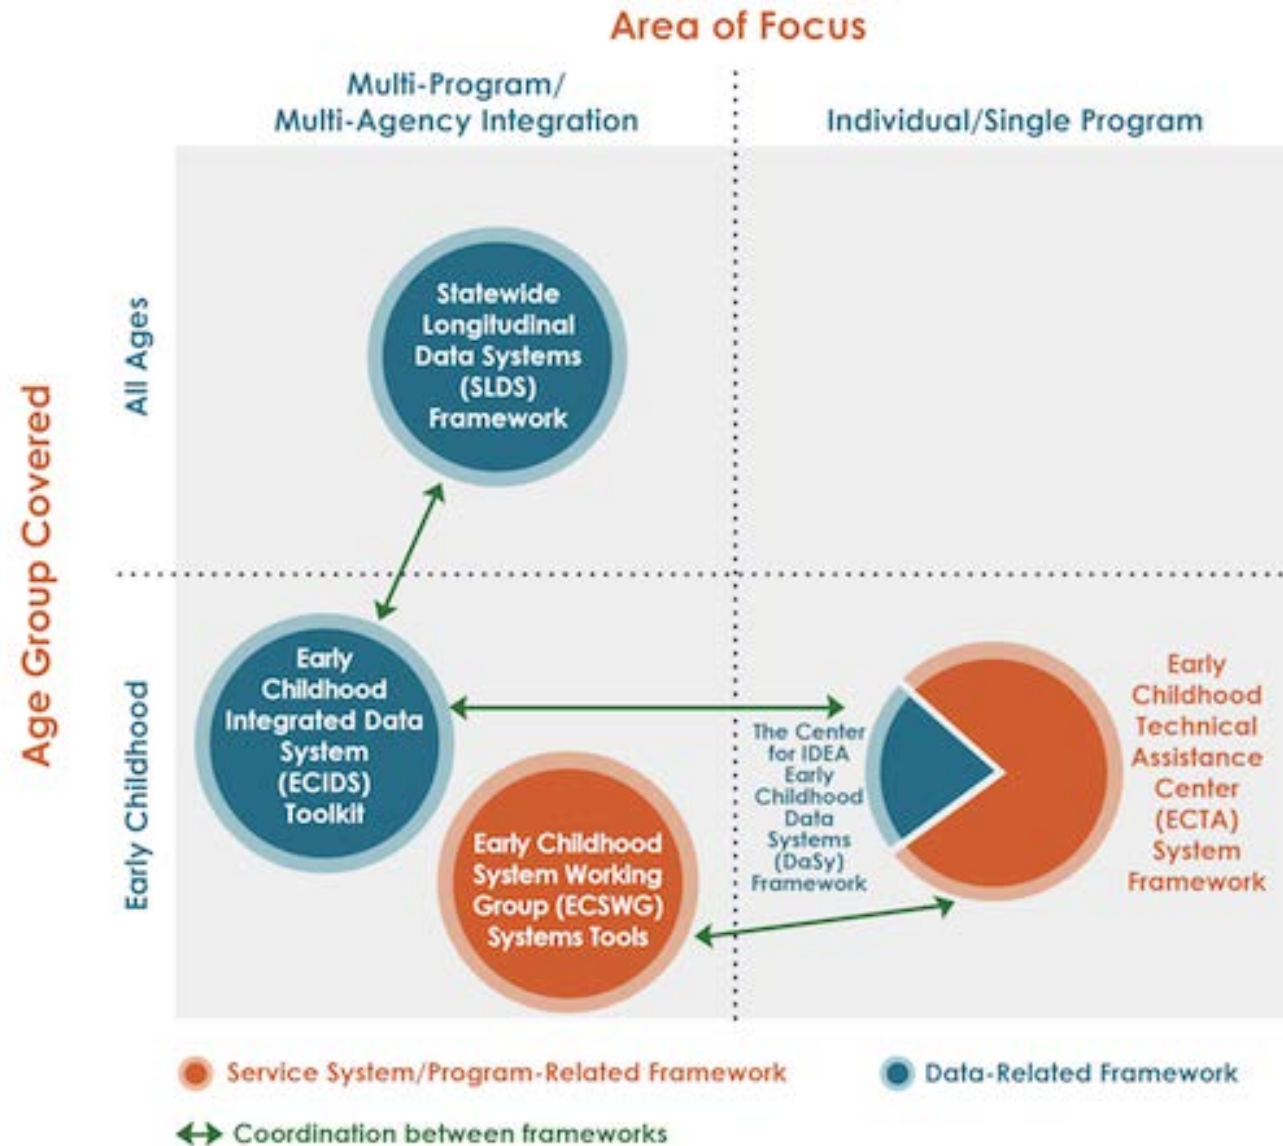 Area of Focus
Multi-Program/
Multi-Agency Integration
Individual/Single Program
Age Group Covered
All Ages
Statewide
Longitudinal
Data Systems
(SLDS)
Framework
Early Childhood
Early
Childhood
Integrated Data
System
(ECIDS)
Toolkit
Early Childhood
System Working
Group (ECSWG)
Systems Tools
The Center
for IDEA
Early
Childhood
Data
Systems
(DaSy)
Framework
Early
Childhood
Technical
Assistance
Center
(ECTA)
System
Framework
Service System/Program-Related Framework
Data-Related Framework
Coordination between frameworks